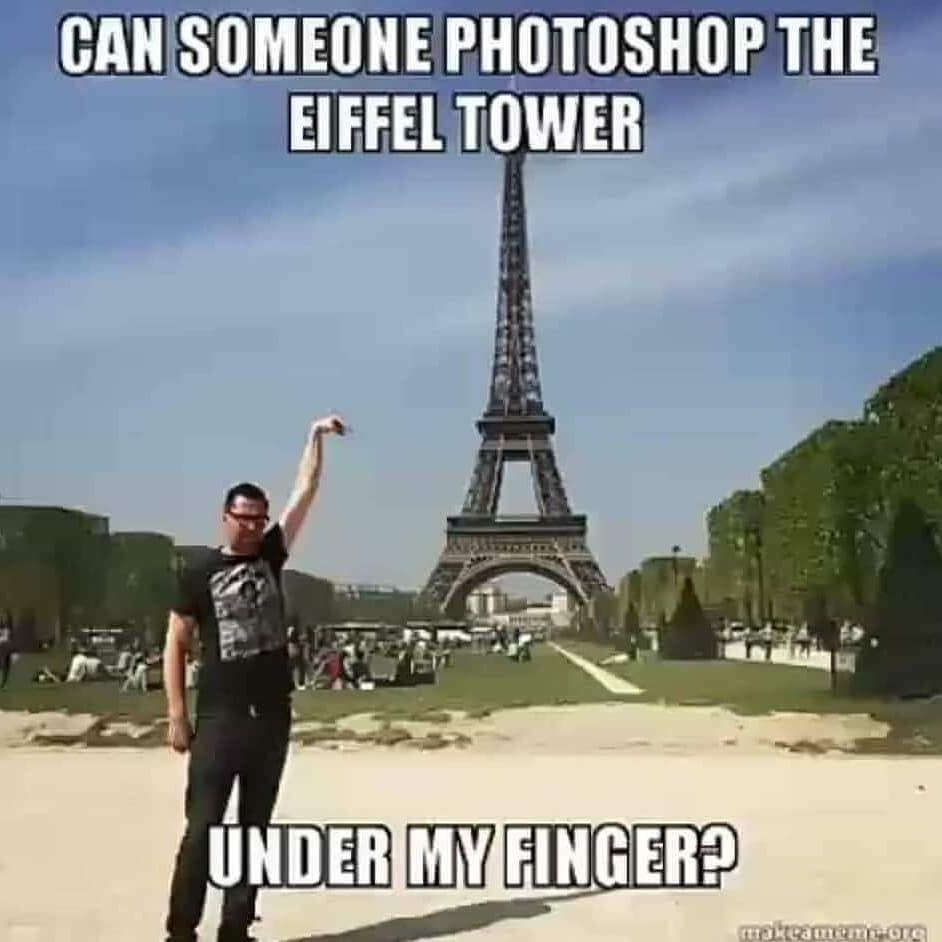 CAN SOMEONE PHOTOSHOP THE
EIFFEL TOWER
UNDER MY FINGER?
makeameme.org